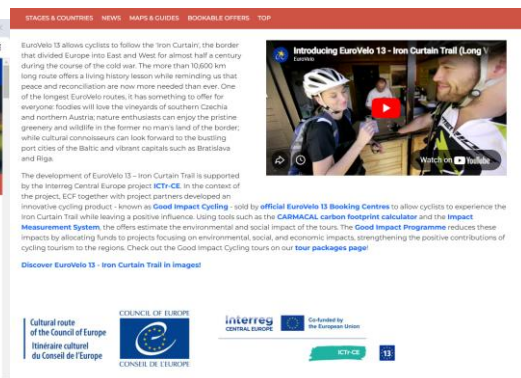 STAGES & COUNTRIES NEWS MAPS & GUIDES BOOKABLE OFFERS TOP
EuroVelo 13 allows cyclists to follow the 'Iron Curtain', the border
that divided Europe into East and West for almost half a century
during the course of the cold war. The more than 10,600 km
long route offers a living history lesson while reminding us that
peace and reconciliation are now more needed than ever. One
of the longest EuroVelo routes, it has something to offer for
everyone: foodies will love the vineyards of southern Czechia
and northern Austria; nature enthusiasts can enjoy the pristine
greenery and wildlife in the former no man's land of the border;
while cultural connoisseurs can look forward to the bustling
port cities of the Baltic and vibrant capitals such as Bratislava
and Riga.
Introducing EuroVelo 13 - Iron Curtain Trail (Long V
EuroVelo
Watch on YouTube
The development of EuroVelo 13 – Iron Curtain Trail is supported
by the Interreg Central Europe project ICTr-CE. In the context of
the project, ECF together with project partners developed an
innovative cycling product - known as Good Impact Cycling - sold by official EuroVelo 13 Booking Centres to allow cyclists to experience the
Iron Curtain Trail while leaving a positive influence. Using tools such as the CARMACAL carbon footprint calculator and the Impact
Measurement System, the offers estimate the environmental and social impact of the tours. The Good Impact Programme reduces these
impacts by allocating funds to projects focusing on environmental, social, and economic impacts, strengthening the positive contributions of
cycling tourism to the regions. Check out the Good Impact Cycling tours on our tour packages page!
Discover EuroVelo 13 - Iron Curtain Trail in images!
Cultural route
of the Council of Europe
Itinéraire culturel
du Conseil de l'Europe
COUNCIL OF EUROPE
CONSEIL DE L'EUROPE
Interreg
CENTRAL EUROPE
Co-funded by
the European Union
ICTr-CE
13